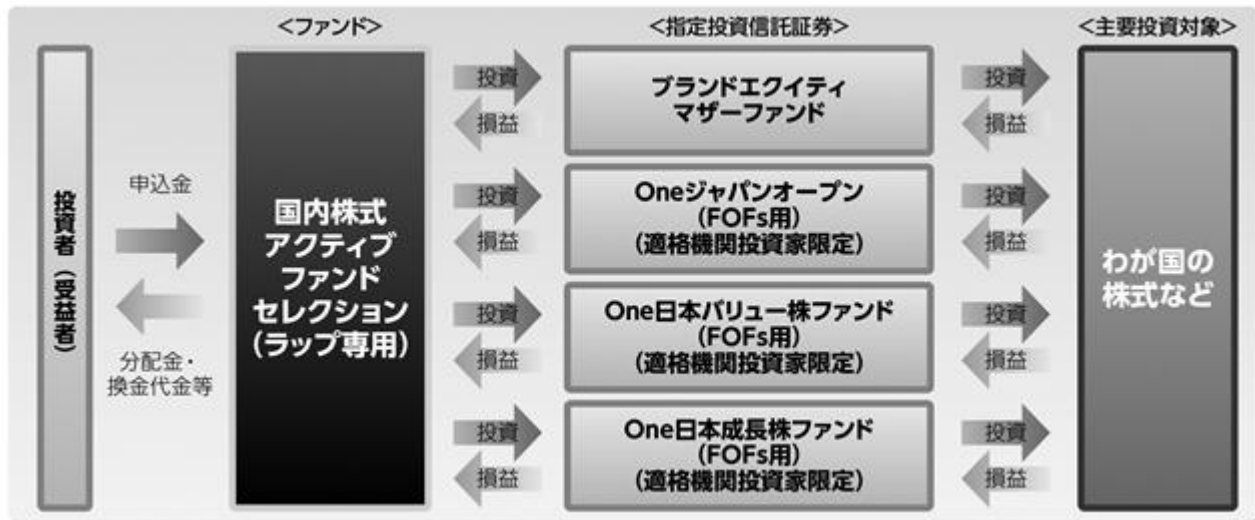 <ファンド>
<指定投資信託証券>
<主要投資対象>
投資者（受益者）
申込金
分配金・
換金代金等
国内株式
アクティブ
ファンド
セレクション
（ラップ専用）
投資
損益
ブランドエクイティ
マザーファンド
投資
損益
投資
損益
Oneジャパンオープン
（FOFs用）
（適格機関投資家限定）
投資
損益
投資
損益
One日本バリュー株ファンド
（FOFs用）
（適格機関投資家限定）
投資
損益
投資
損益
One日本成長株ファンド
（FOFs用）
（適格機関投資家限定）
投資
損益
わが国の
株式など